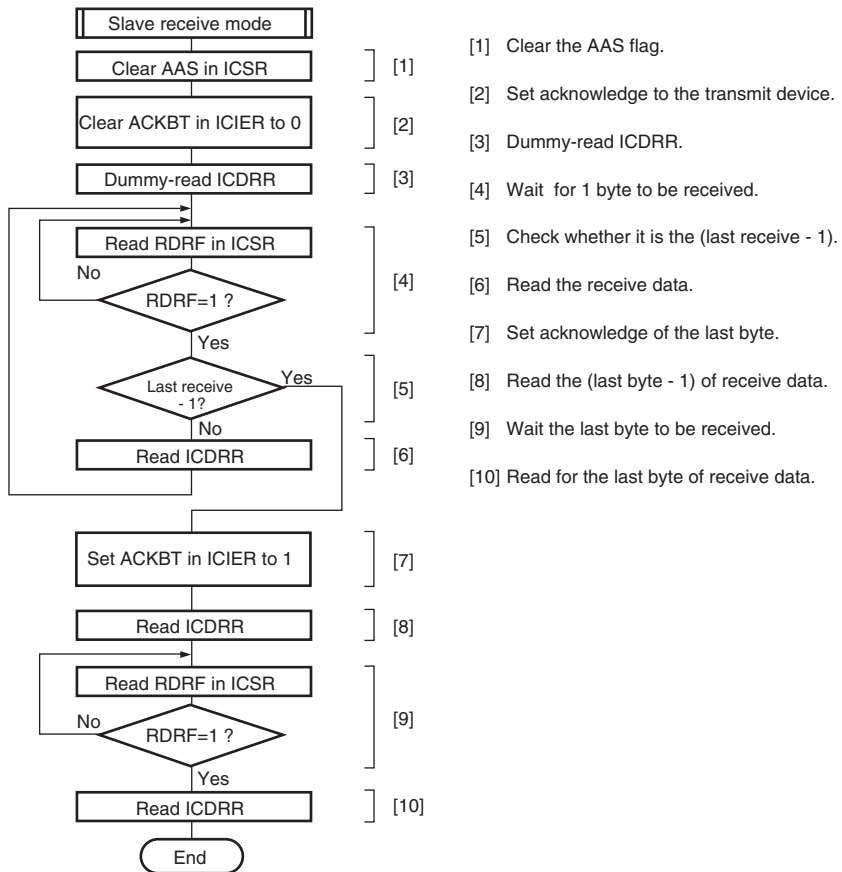 Slave receive mode
Clear AAS in ICSR
[1]
Clear ACKBT in ICIER to 0
[2]
Dummy-read ICDRR
[3]
Read RDRF in ICSR
No
RDRF=1 ?
[4]
Yes
Last receive
- 1?
Yes
[5]
No
Read ICDRR
[6]
Set ACKBT in ICIER to 1
[7]
Read ICDRR
[8]
Read RDRF in ICSR
No
RDRF=1 ?
[9]
Yes
Read ICDRR
[10]
End
[1] Clear the AAS flag.
[2] Set acknowledge to the transmit device.
[3] Dummy-read ICDRR.
[4] Wait for 1 byte to be received.
[5] Check whether it is the (last receive - 1).
[6] Read the receive data.
[7] Set acknowledge of the last byte.
[8] Read the (last byte - 1) of receive data.
[9] Wait the last byte to be received.
[10] Read for the last byte of receive data.